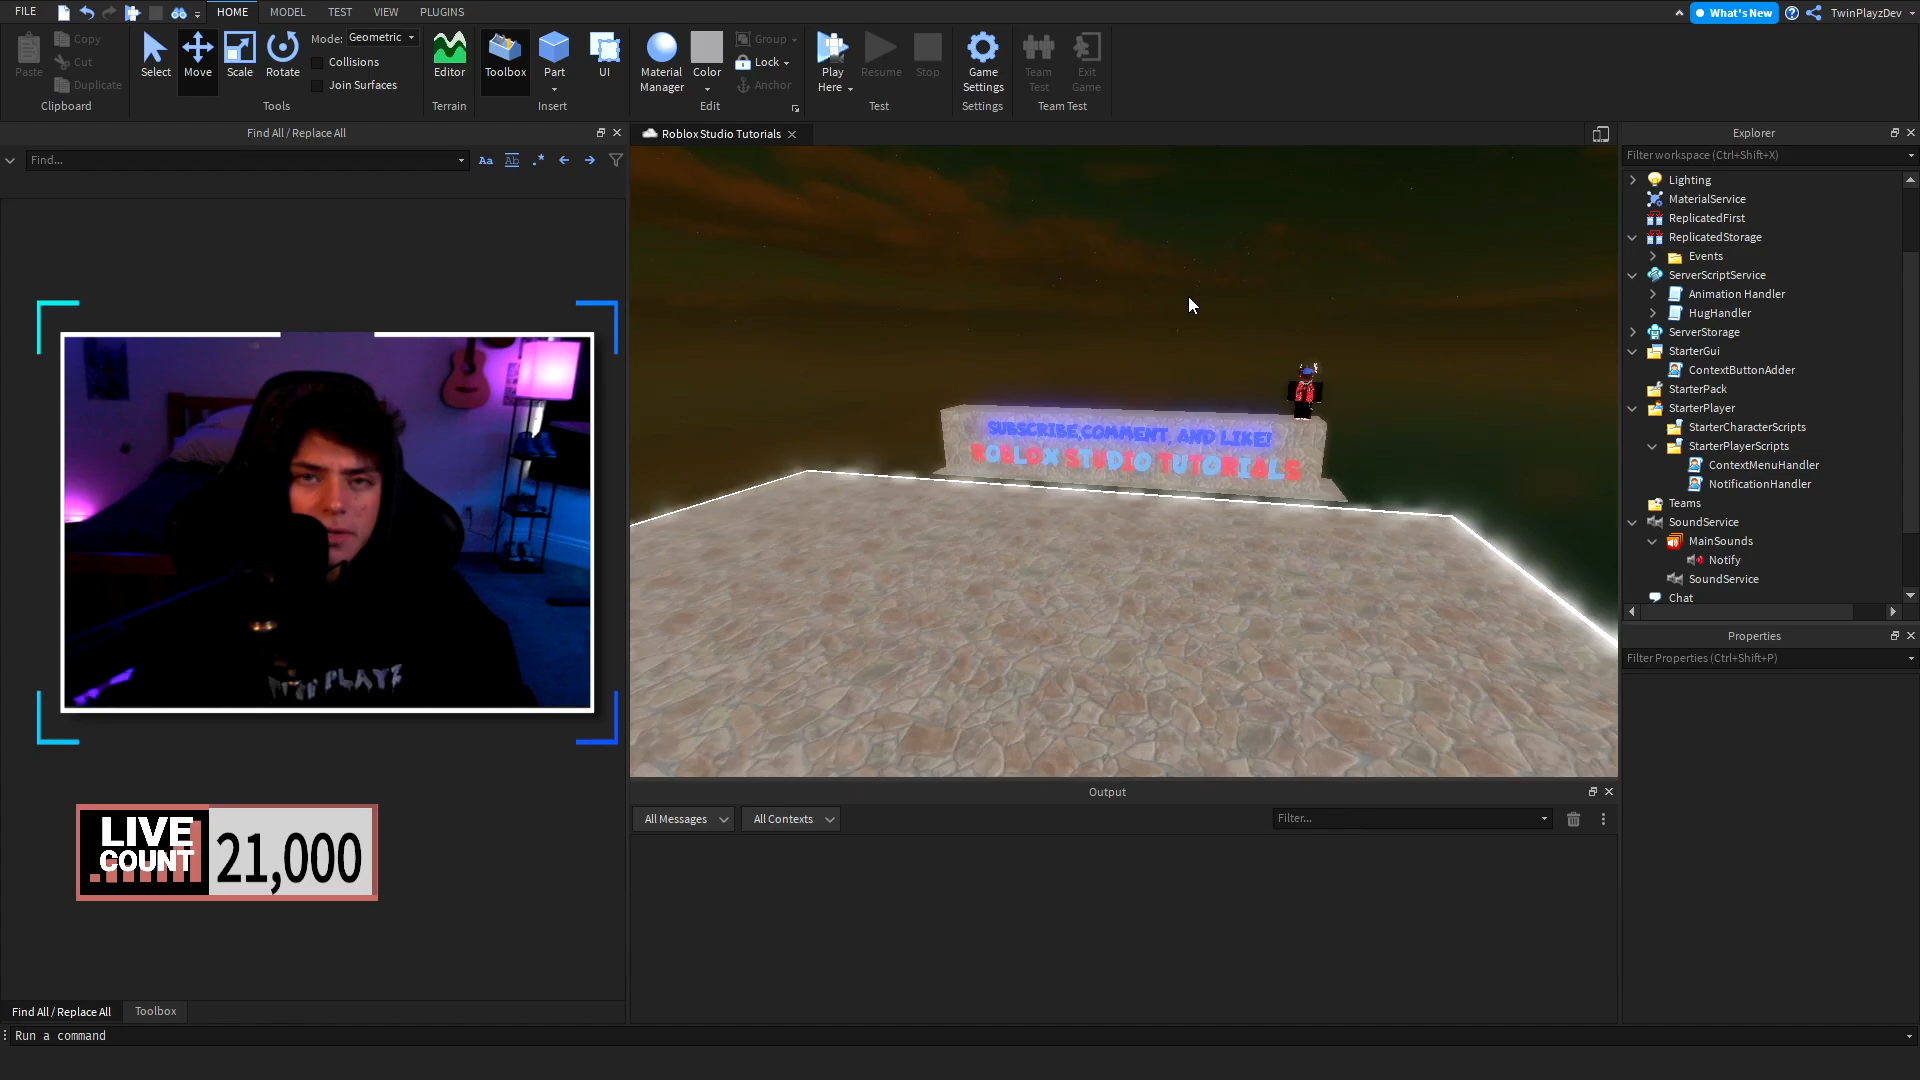 FILE
HOME
MODEL
TEST
VIEW
PLUGINS
What's New
TwinPlayzDev
Paste
Copy
Cut
Duplicate
Clipboard
Select
Move
Scale
Rotate
Mode: Geometric
Collisions
Join Surfaces
Tools
Editor
Terrain
Toolbox
Part
UI
Insert
Material
Manager
Color
Group
Lock
Anchor
Edit
Play
Here
Resume
Stop
Test
Game
Settings
Settings
Team
Test
Exit
Game
Team Test
Find All / Replace All
Find...
Aa
Ab
.*
Roblox Studio Tutorials
SUBSCRIBE,COMMENT, AND LIKE!
ROBLOX STUDIO TUTORIALS
LIVE
COUNT
21,000
Output
All Messages
All Contexts
Filter...
Explorer
Filter workspace (Ctrl+Shift+X)
Lighting
MaterialService
ReplicatedFirst
ReplicatedStorage
Events
ServerScriptService
Animation Handler
HugHandler
ServerStorage
StarterGui
ContextButtonAdder
StarterPack
StarterPlayer
StarterCharacterScripts
StarterPlayerScripts
ContextMenuHandler
NotificationHandler
Teams
SoundService
MainSounds
Notify
SoundService
Chat
Properties
Filter Properties (Ctrl+Shift+P)
Find All / Replace All
Toolbox
Run a command